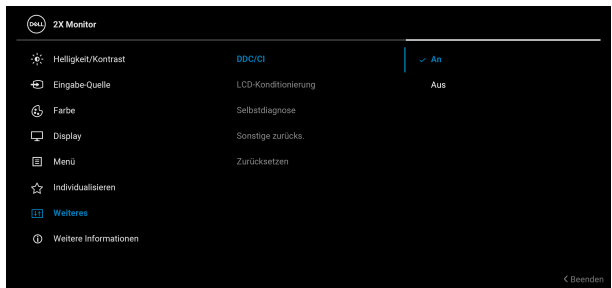 DELL 2X Monitor
Helligkeit/Kontrast DDC/CI An
Eingabe-Quelle LCD-Konditionierung Aus
Farbe Selbstdiagnose
Display Sonstige zurücks.
Menü Zurücksetzen
Individualisieren
Weiteres
Weitere Informationen
Beenden